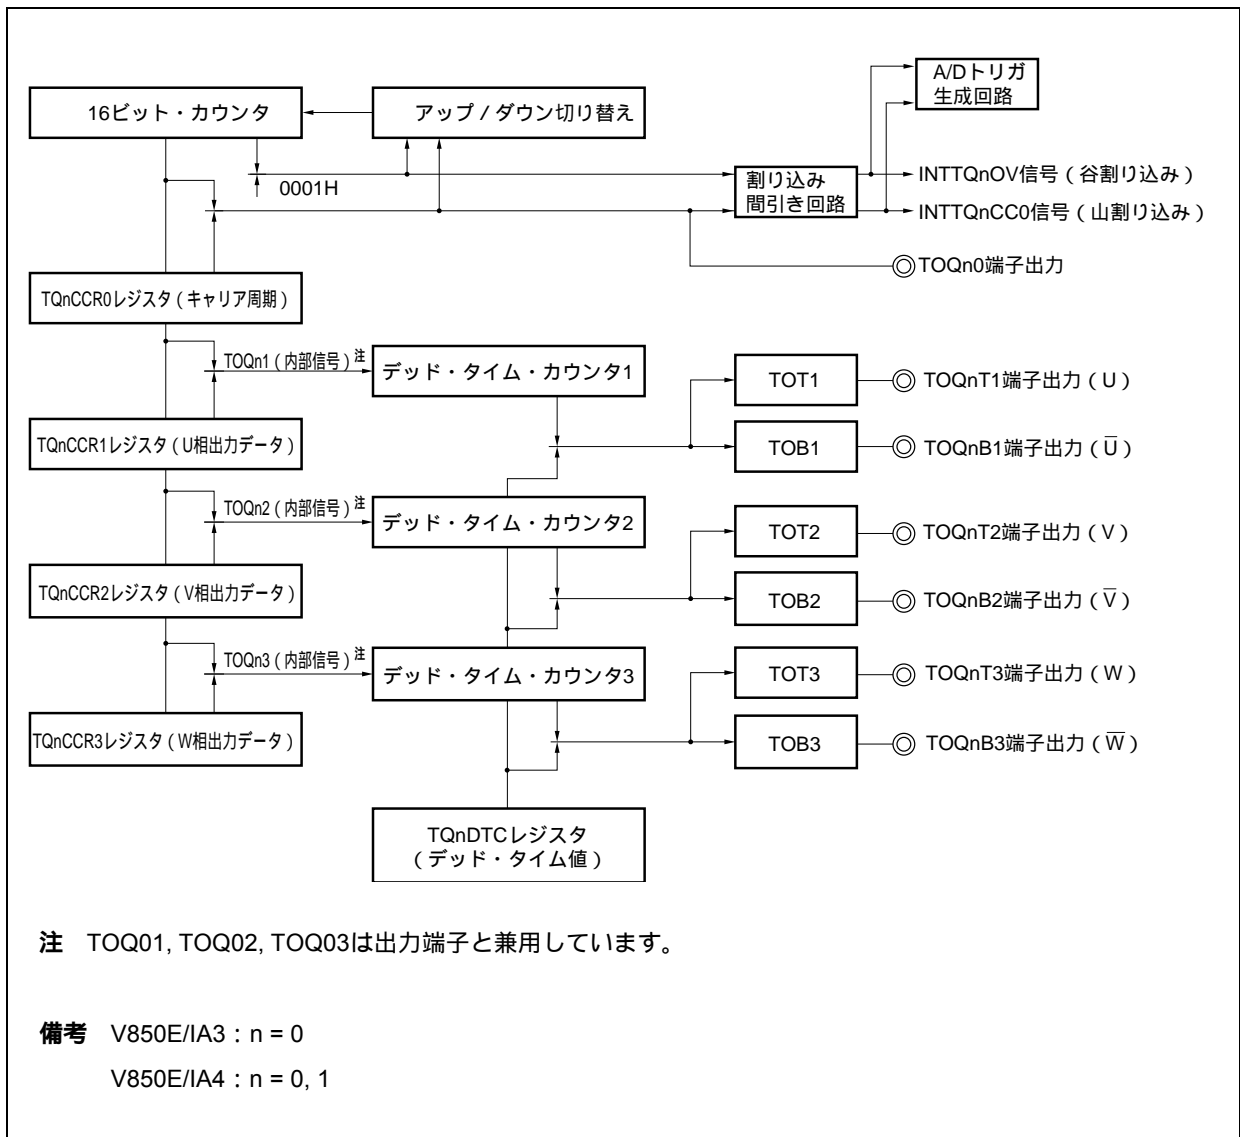 A/Dトリガ
生成回路
16ビット・カウンタ
アップ / ダウン切り替え
0001H
割り込み
間引き回路
INTTQnOV信号 ( 谷割り込み )
INTTQnCC0信号 ( 山割り込み )
TOQn0端子出力
TQnCCR0レジスタ ( キャリア周期 )
TOQn1 ( 内部信号 ) 注
デッド・タイム・カウンタ1
TOT1
TOQnT1端子出力 ( U )
TQnCCR1レジスタ ( U相出力データ )
TOB1
TOQnB1端子出力 ( U̅ )
TOQn2 ( 内部信号 ) 注
デッド・タイム・カウンタ2
TOT2
TOQnT2端子出力 ( V )
TQnCCR2レジスタ ( V相出力データ )
TOB2
TOQnB2端子出力 ( V̅ )
TOQn3 ( 内部信号 ) 注
デッド・タイム・カウンタ3
TOT3
TOQnT3端子出力 ( W )
TQnCCR3レジスタ ( W相出力データ )
TOB3
TOQnB3端子出力 ( W̅ )
TQnDTCレジスタ
( デッド・タイム値 )
注 TOQ01, TOQ02, TOQ03は出力端子と兼用しています。
備考 V850E/IA3 : n = 0
V850E/IA4 : n = 0, 1